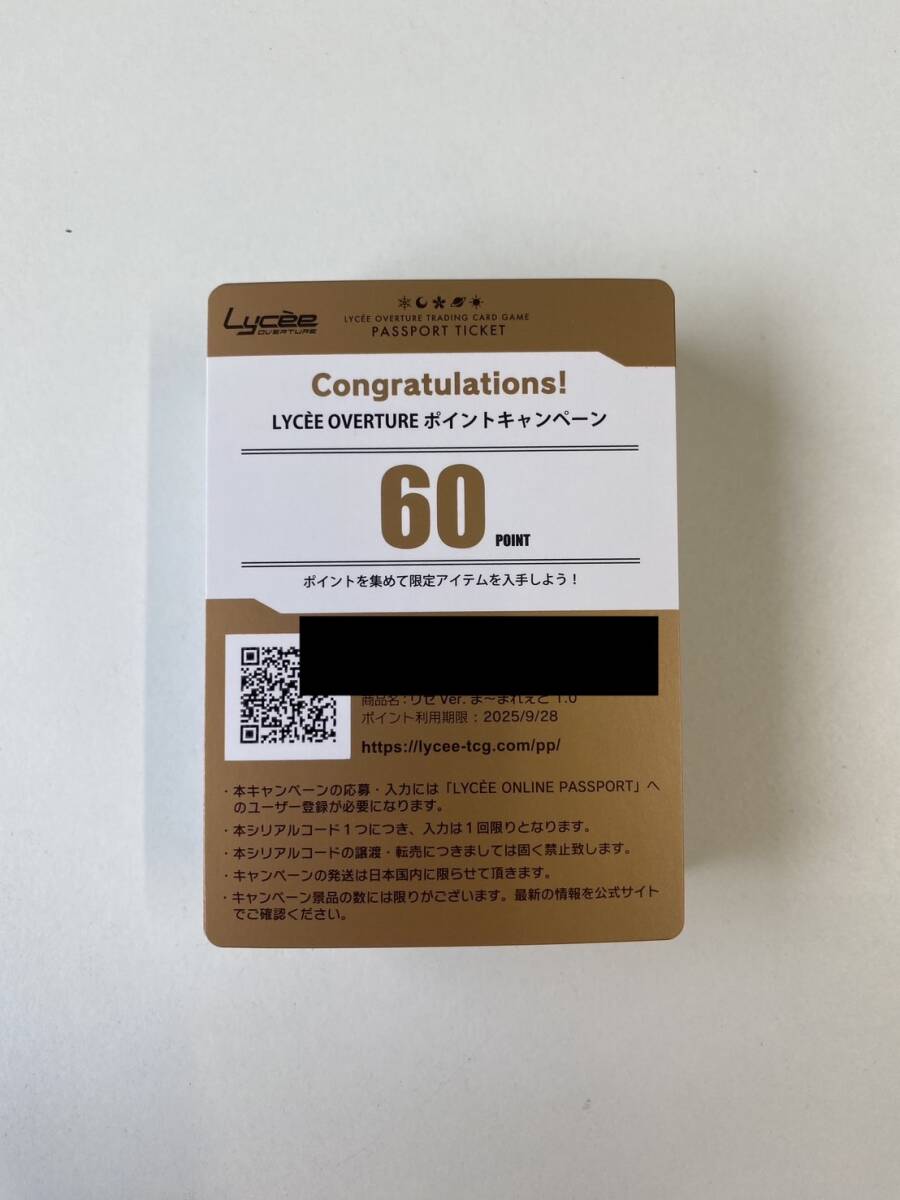 Lycèe
OVERTURE
LYCÉE OVERTURE TRADING CARD GAME
PASSPORT TICKET
Congratulations!
LYCÈE OVERTURE ポイントキャンペーン
60 POINT
ポイントを集めて限定アイテムを入手しよう！
商品名：リセ Ver. ま～まれぇど 1.0
ポイント利用期限：2025/9/28
https://lycee-tcg.com/pp/
・本キャンペーンの応募・入力には「LYCÈE ONLINE PASSPORT」へ
のユーザー登録が必要になります。
・本シリアルコード１つにつき、入力は１回限りとなります。
・本シリアルコードの譲渡・転売につきましては固く禁止致します。
・キャンペーンの発送は日本国内に限らせて頂きます。
・キャンペーン景品の数には限りがございます。最新の情報を公式サイト
でご確認ください。